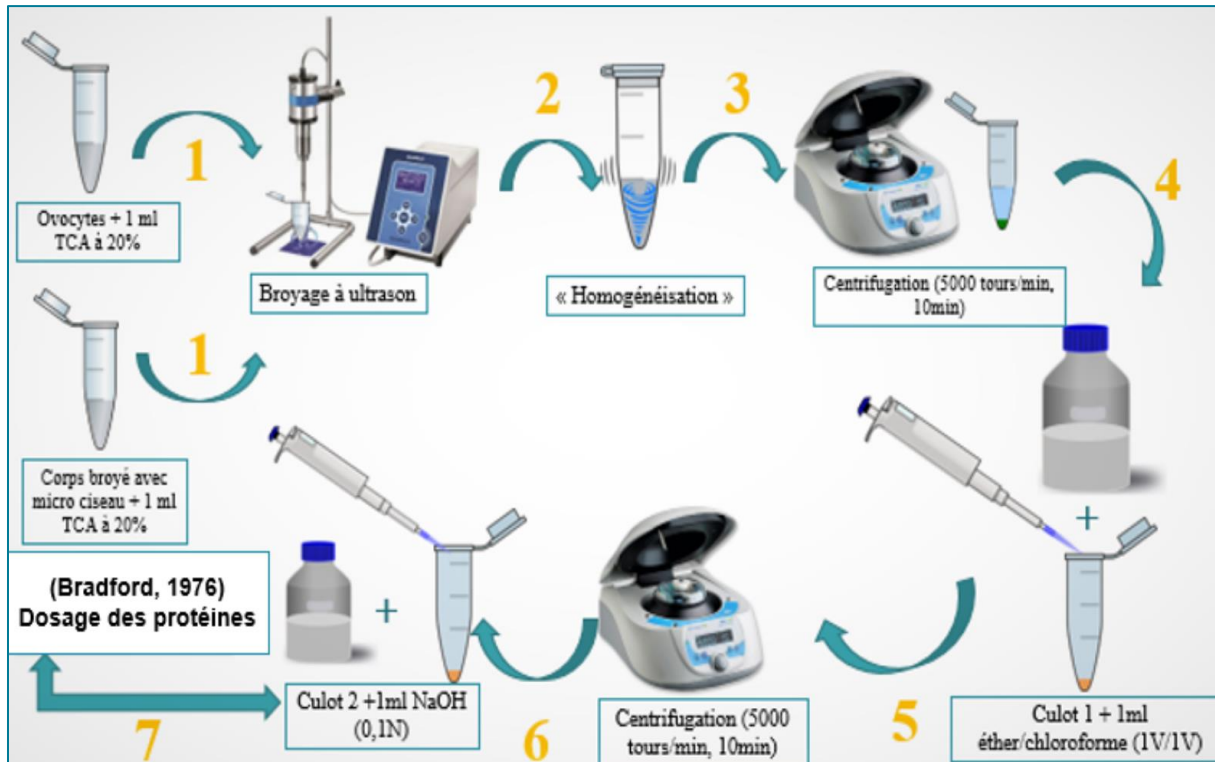 1
Ovocytes + 1 ml
TCA à 20%
Broyage à ultrason
2
« Homogénéisation »
3
Centrifugation (5000 tours/min,
10min)
4
1
Corps broyé avec
micro ciseau + 1 ml
TCA à 20%
+
Culot 1 + 1ml
éther/chloroforme (1V/1V)
5
Centrifugation (5000
tours/min, 10min)
6
+
Culot 2 +1ml NaOH
(0,1N)
7
(Bradford, 1976)
Dosage des protéines